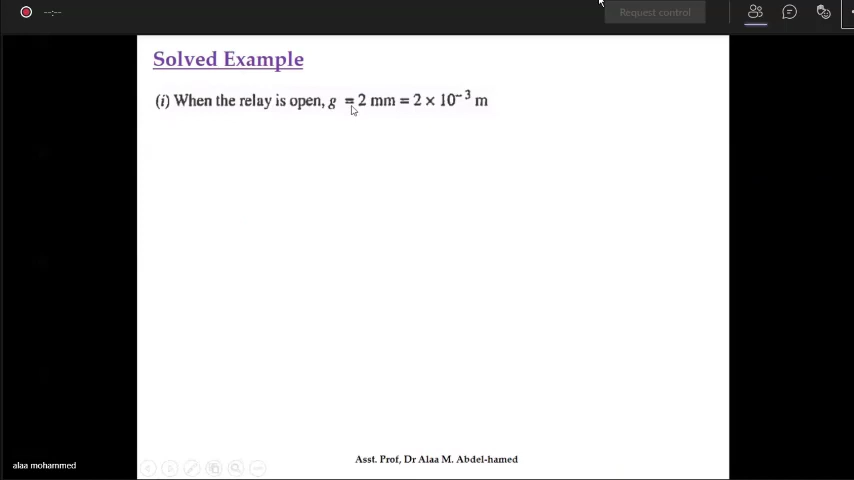 --:--
Request control
Solved Example
(i) When the relay is open, g = 2 mm = 2 × 10⁻³ m
Asst. Prof, Dr Alaa M. Abdel-hamed
alaa mohammed